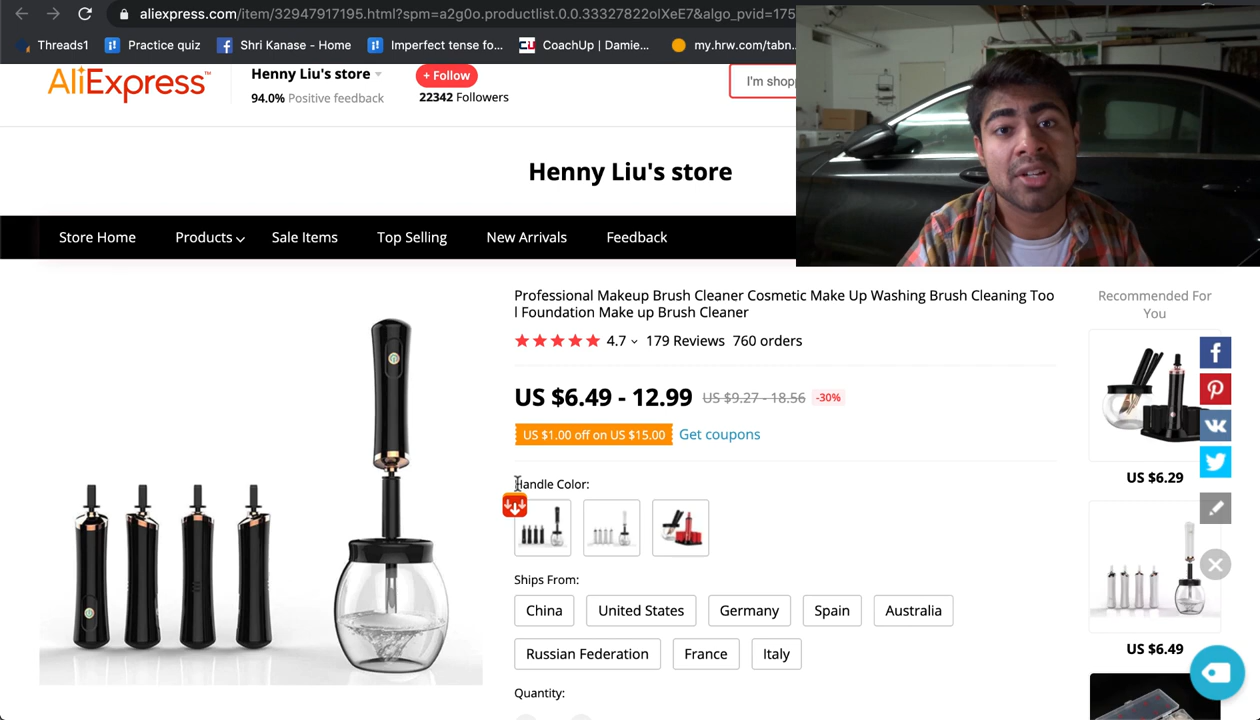 aliexpress.com/item/32947917195.html?spm=a2g0o.productlist.0.0.33327822olXeE7&algo_pvid=175
Threads1 Practice quiz Shri Kanase - Home Imperfect tense fo... CoachUp | Damie... my.hrw.com/tabn...
AliExpress™
Henny Liu's store
+ Follow
94.0% Positive feedback
22342 Followers
I'm shopp
Henny Liu's store
Store Home Products Sale Items Top Selling New Arrivals Feedback
Professional Makeup Brush Cleaner Cosmetic Make Up Washing Brush Cleaning Too
l Foundation Make up Brush Cleaner
4.7 179 Reviews 760 orders
US $6.49 - 12.99 US $9.27 - 18.56 -30%
US $1.00 off on US $15.00 Get coupons
Handle Color:
Ships From:
China United States Germany Spain Australia
Russian Federation France Italy
Quantity:
Recommended For
You
US $6.29
US $6.49